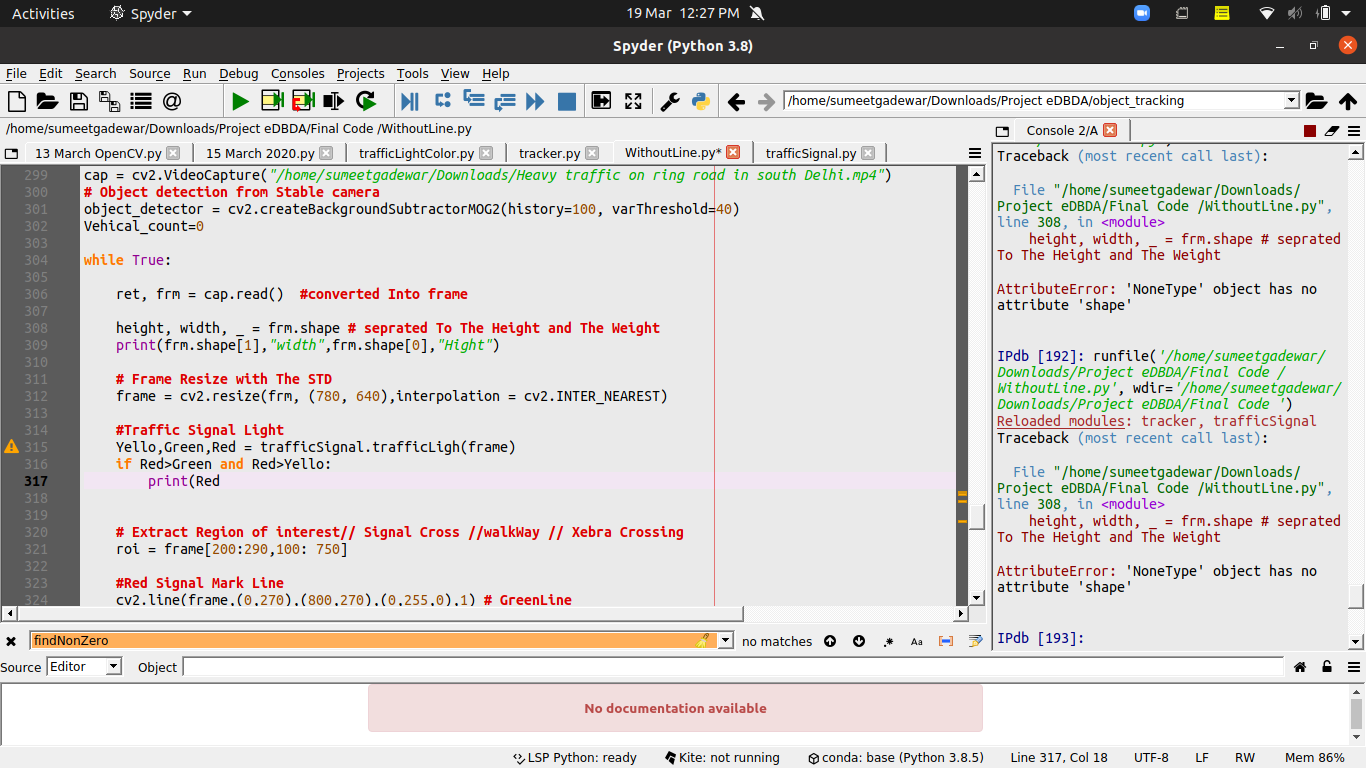 Activities Spyder 19 Mar 12:27 PM
Spyder (Python 3.8)
File Edit Search Source Run Debug Consoles Projects Tools View Help
/home/sumeetgadewar/Downloads/Project eDBDA/object_tracking
/home/sumeetgadewar/Downloads/Project eDBDA/Final Code /WithoutLine.py
13 March OpenCV.py 15 March 2020.py trafficLightColor.py tracker.py WithoutLine.py* trafficSignal.py
299 cap = cv2.VideoCapture("/home/sumeetgadewar/Downloads/Heavy traffic on ring road in south Delhi.mp4")
300 # Object detection from Stable camera
301 object_detector = cv2.createBackgroundSubtractorMOG2(history=100, varThreshold=40)
302 Vehical_count=0
303
304 while True:
305
306 ret, frm = cap.read()  #converted Into frame
307
308 height, width, _ = frm.shape # seprated To The Height and The Weight
309 print(frm.shape[1],"width",frm.shape[0],"Hight")
310
311 # Frame Resize with The STD
312 frame = cv2.resize(frm, (780, 640),interpolation = cv2.INTER_NEAREST)
313
314 #Traffic Signal Light
315 Yello,Green,Red = trafficSignal.trafficLigh(frame)
316 if Red>Green and Red>Yello:
317 print(Red
318
319
320 # Extract Region of interest// Signal Cross //walkWay // Xebra Crossing
321 roi = frame[200:290,100: 750]
322
323 #Red Signal Mark Line
324 cv2.line(frame,(0,270),(800,270),(0,255,0),1) # GreenLine
findNonZero no matches Aa
Source Editor Object
No documentation available
Console 2/A
Traceback (most recent call last):
File "/home/sumeetgadewar/Downloads/
Project eDBDA/Final Code /WithoutLine.py",
line 308, in <module>
height, width, _ = frm.shape # seprated
To The Height and The Weight
AttributeError: 'NoneType' object has no
attribute 'shape'
IPdb [192]: runfile('/home/sumeetgadewar/
Downloads/Project eDBDA/Final Code /
WithoutLine.py', wdir='/home/sumeetgadewar/
Downloads/Project eDBDA/Final Code ')
Reloaded modules: tracker, trafficSignal
Traceback (most recent call last):
File "/home/sumeetgadewar/Downloads/
Project eDBDA/Final Code /WithoutLine.py",
line 308, in <module>
height, width, _ = frm.shape # seprated
To The Height and The Weight
AttributeError: 'NoneType' object has no
attribute 'shape'
IPdb [193]:
LSP Python: ready Kite: not running conda: base (Python 3.8.5) Line 317, Col 18 UTF-8 LF RW Mem 86%